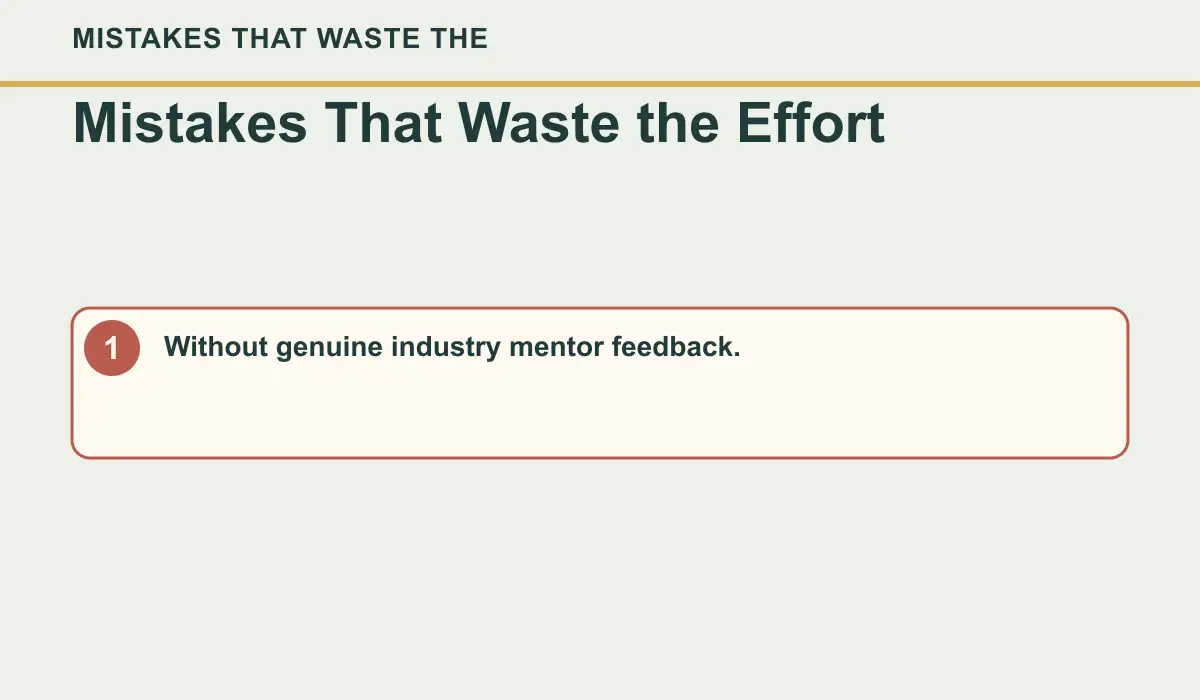 MISTAKES THAT WASTE THE
Mistakes That Waste the Effort
1
Without genuine industry mentor feedback.